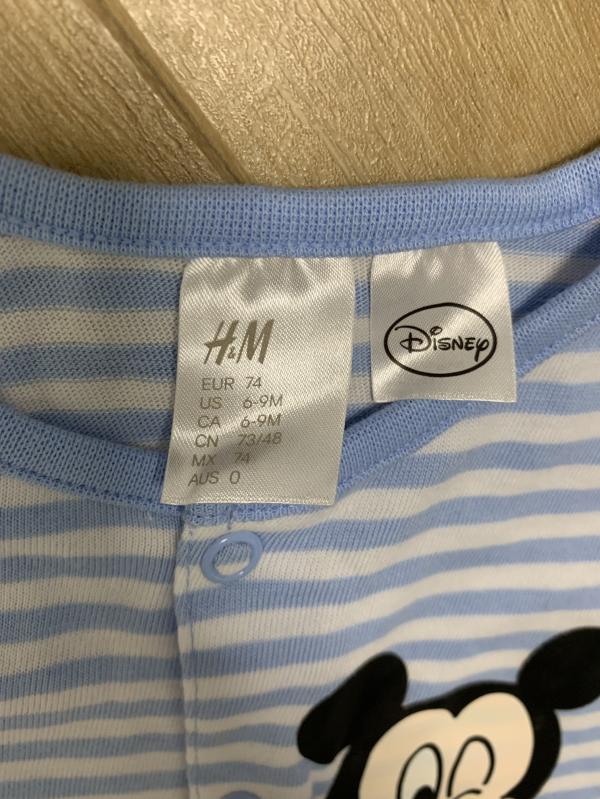 H&M
EUR 74
US 6-9M
CA 6-9M
CN 73/48
MX 74
AUS 0
Disney